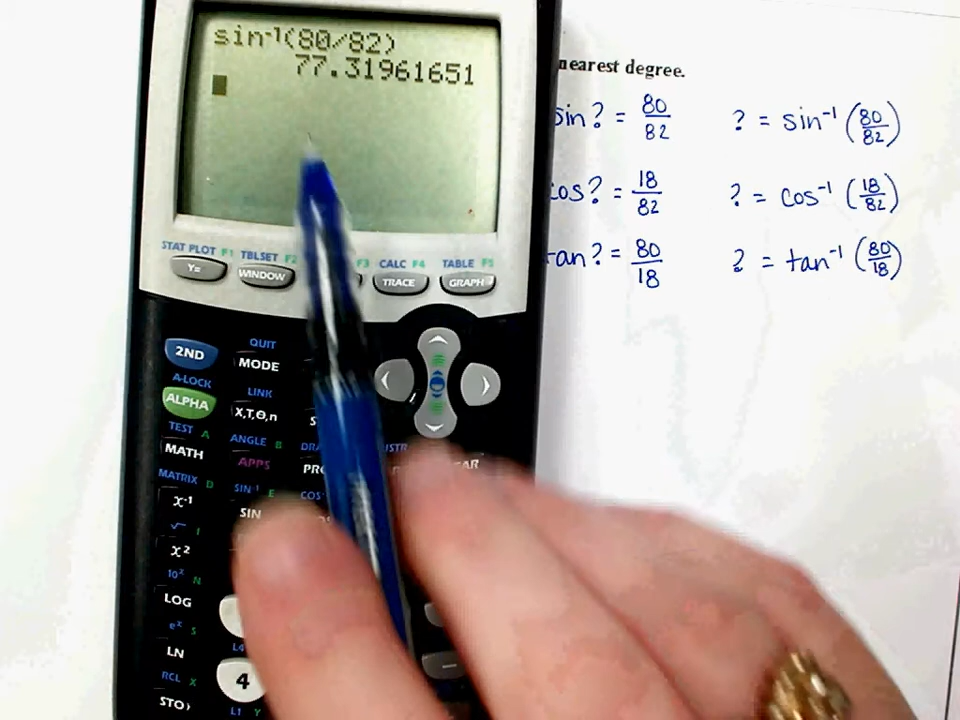 sin⁻¹(80/82)
77.31961651
nearest degree.
sin? = 80/82 ? = sin⁻¹ (80/82)
cos? = 18/82 ? = cos⁻¹ (18/82)
tan? = 80/18 ? = tan⁻¹ (80/18)
STAT PLOT F1 TBLSET F2 F3 CALC F4 TABLE F5
Y= WINDOW TRACE GRAPH
QUIT
2ND MODE
A-LOCK LINK
ALPHA X,T,Θ,n
TEST A ANGLE B
MATH APPS
MATRIX D SIN⁻¹ E COS
x⁻¹ SIN
√ I
x²
10ˣ N
LOG
eˣ S
LN L4
RCL X 4
STO› L1 Y